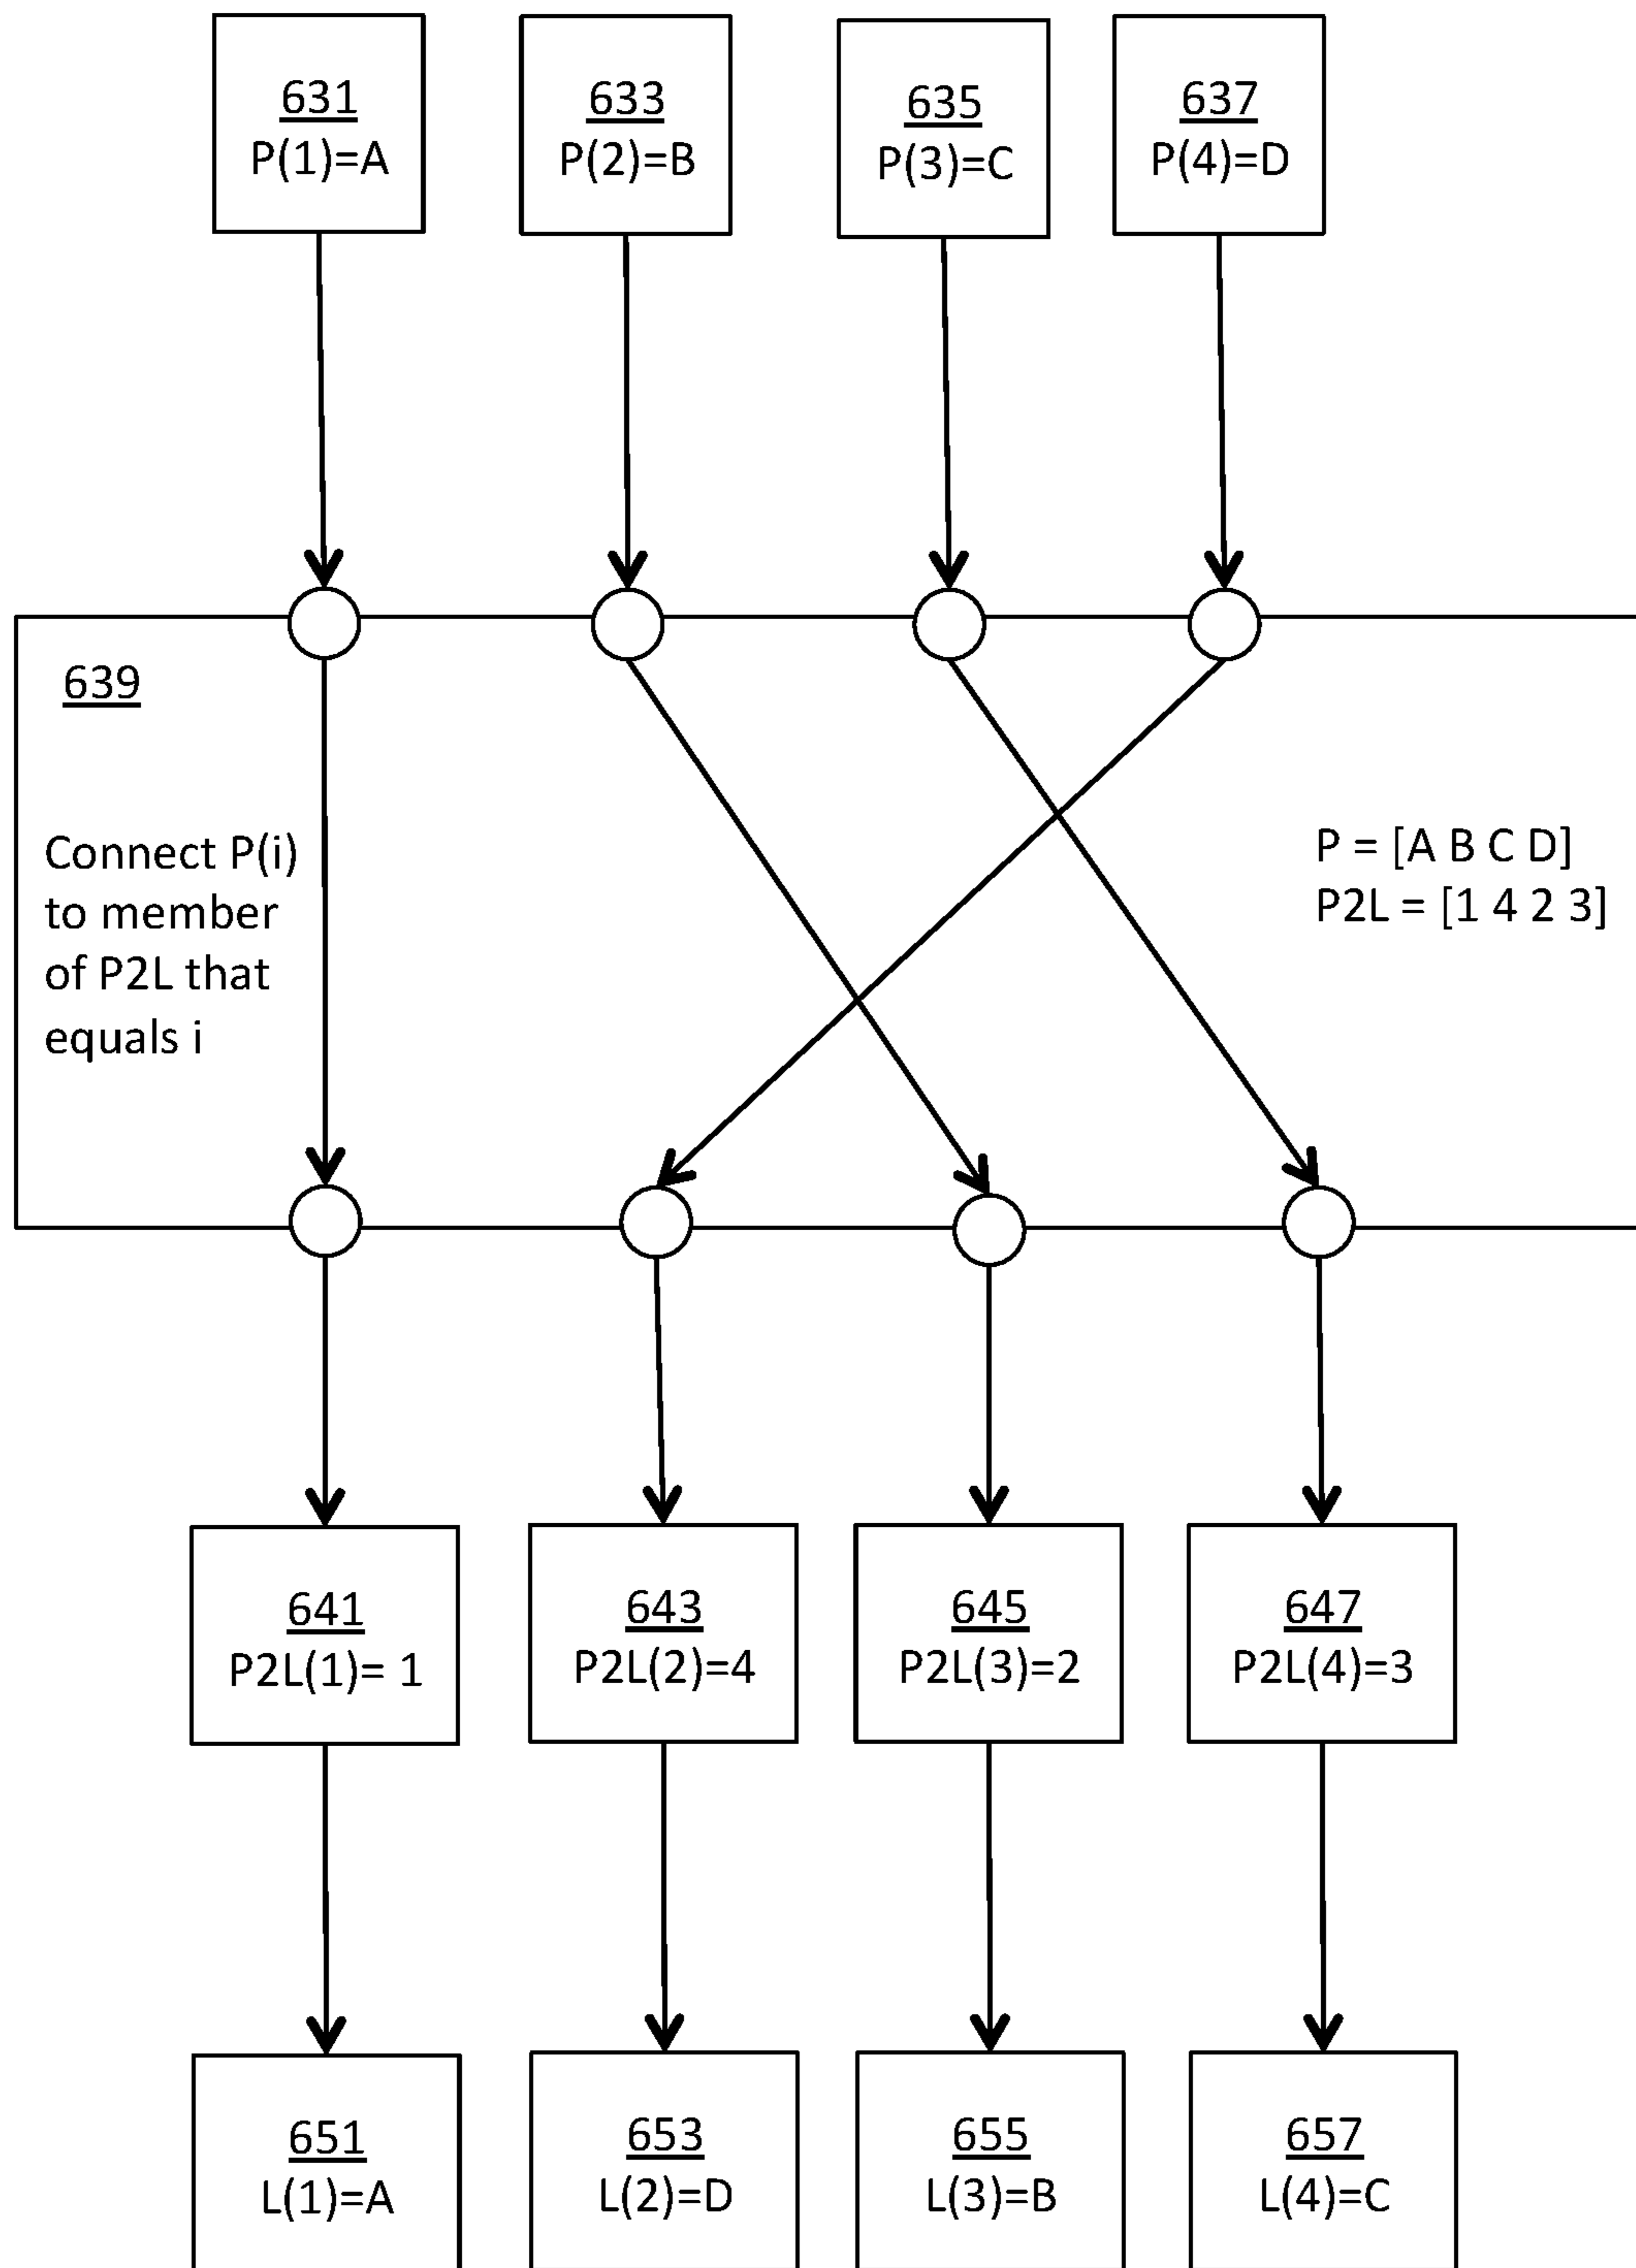 631
P(1)=A
633
P(2)=B
635
P(3)=C
637
P(4)=D
639
Connect P(i)
to member
of P2L that
equals i
P = [A B C D]
P2L = [1 4 2 3]
641
P2L(1)= 1
643
P2L(2)=4
645
P2L(3)=2
647
P2L(4)=3
651
L(1)=A
653
L(2)=D
655
L(3)=B
657
L(4)=C